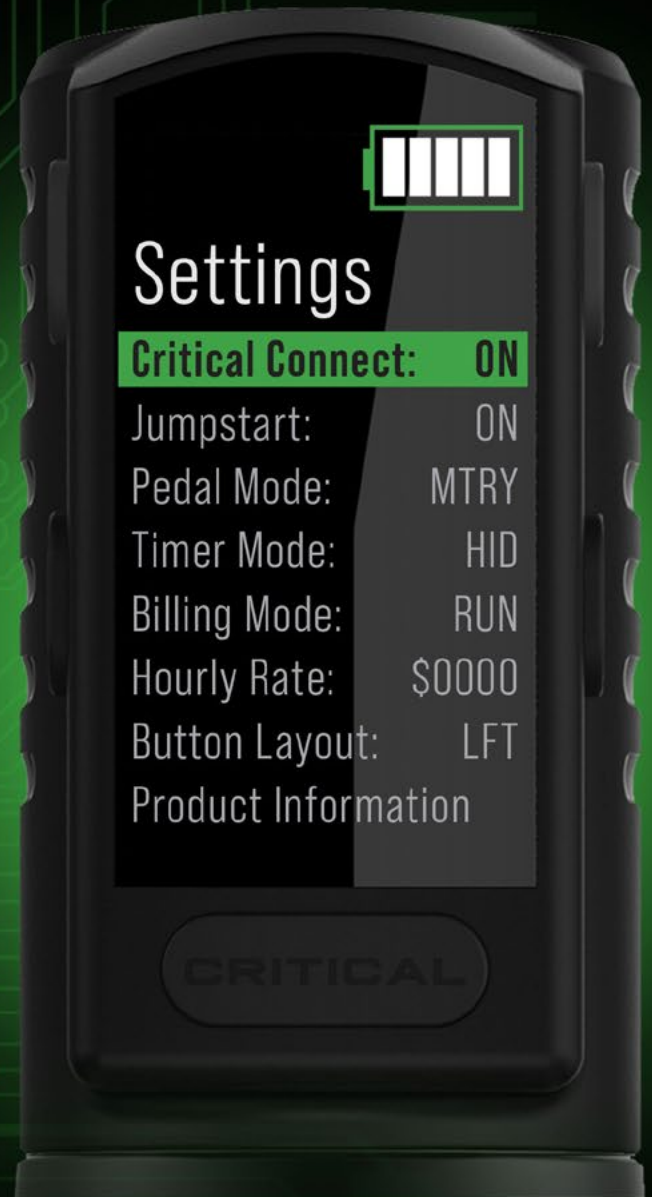 Settings
Critical Connect: ON
Jumpstart: ON
Pedal Mode: MTRY
Timer Mode: HID
Billing Mode: RUN
Hourly Rate: $0000
Button Layout: LFT
Product Information
CRITICAL